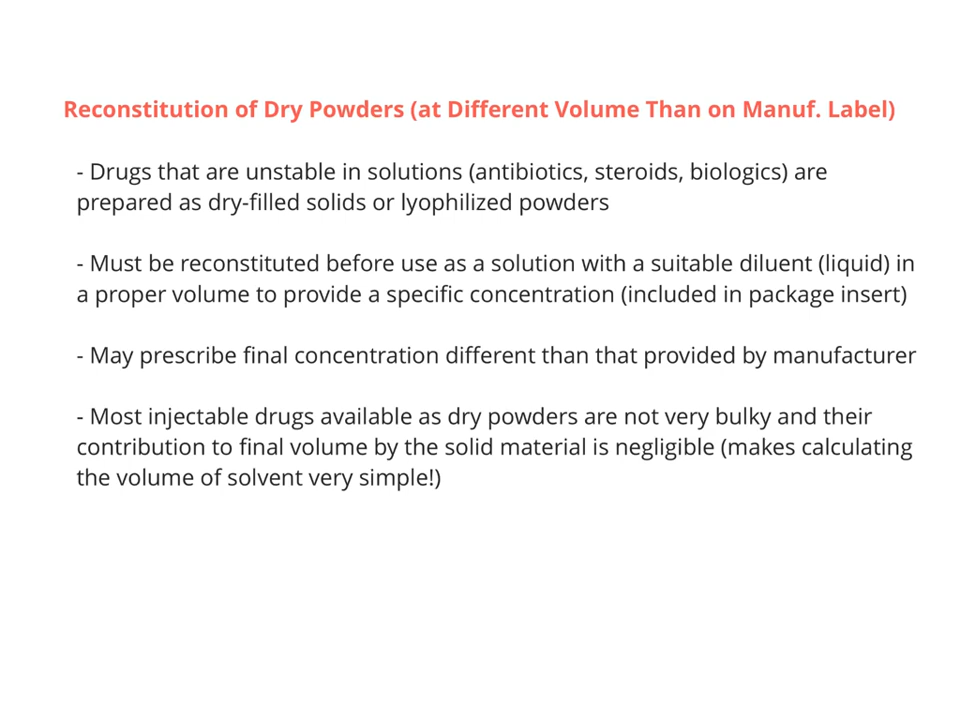 Reconstitution of Dry Powders (at Different Volume Than on Manuf. Label)
- Drugs that are unstable in solutions (antibiotics, steroids, biologics) are
prepared as dry-filled solids or lyophilized powders
- Must be reconstituted before use as a solution with a suitable diluent (liquid) in
a proper volume to provide a specific concentration (included in package insert)
- May prescribe final concentration different than that provided by manufacturer
- Most injectable drugs available as dry powders are not very bulky and their
contribution to final volume by the solid material is negligible (makes calculating
the volume of solvent very simple!)